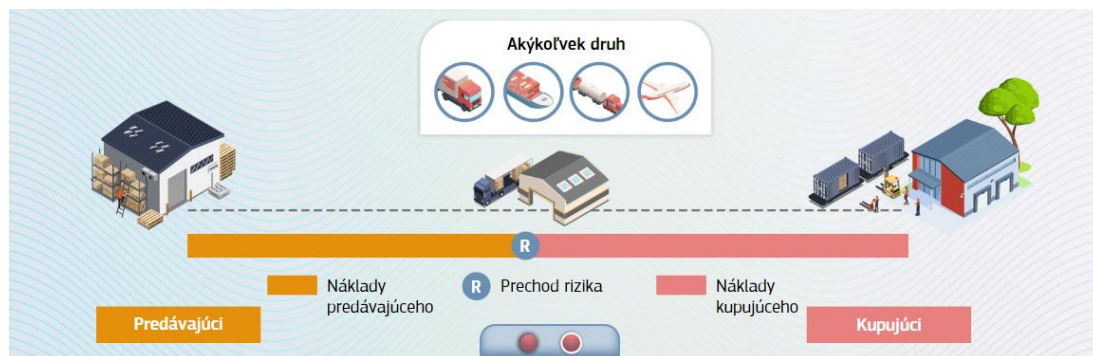 Akýkoľvek druh
R
Náklady
predávajúceho
R Prechod rizika
Náklady
kupujúceho
Predávajúci
Kupujúci